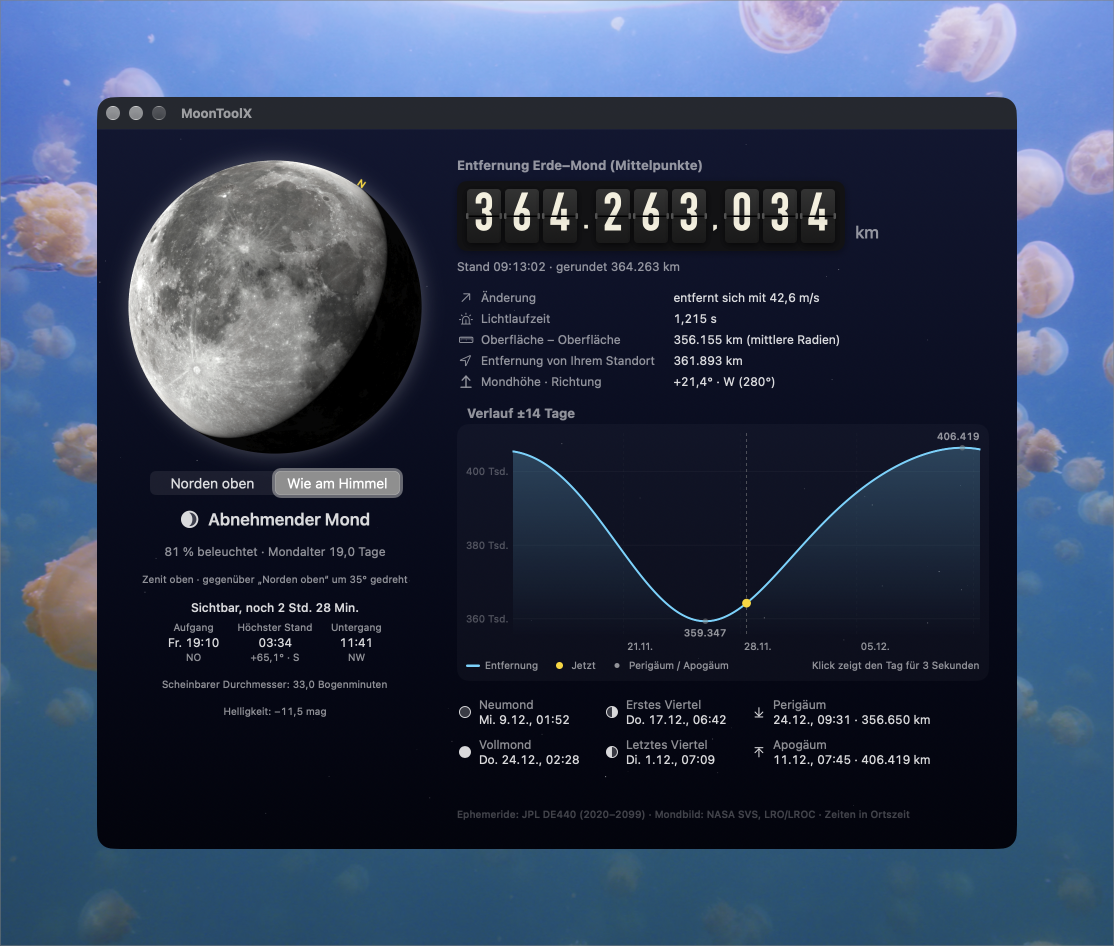 MoonToolX
N
Norden oben
Wie am Himmel
Abnehmender Mond
81 % beleuchtet · Mondalter 19,0 Tage
Zenit oben · gegenüber „Norden oben“ um 35° gedreht
Sichtbar, noch 2 Std. 28 Min.
Aufgang Höchster Stand Untergang
Fr. 19:10 03:34 11:41
NO +65,1° · S NW
Scheinbarer Durchmesser: 33,0 Bogenminuten
Helligkeit: −11,5 mag
Entfernung Erde–Mond (Mittelpunkte)
364.263,034 km
Stand 09:13:02 · gerundet 364.263 km
Änderung entfernt sich mit 42,6 m/s
Lichtlaufzeit 1,215 s
Oberfläche – Oberfläche 356.155 km (mittlere Radien)
Entfernung von Ihrem Standort 361.893 km
Mondhöhe · Richtung +21,4° · W (280°)
Verlauf ±14 Tage
406.419
400 Tsd.
380 Tsd.
360 Tsd.
359.347
21.11. 28.11. 05.12.
Entfernung Jetzt Perigäum / Apogäum Klick zeigt den Tag für 3 Sekunden
Neumond Erstes Viertel Perigäum
Mi. 9.12., 01:52 Do. 17.12., 06:42 24.12., 09:31 · 356.650 km
Vollmond Letztes Viertel Apogäum
Do. 24.12., 02:28 Di. 1.12., 07:09 11.12., 07:45 · 406.419 km
Ephemeride: JPL DE440 (2020–2099) · Mondbild: NASA SVS, LRO/LROC · Zeiten in Ortszeit